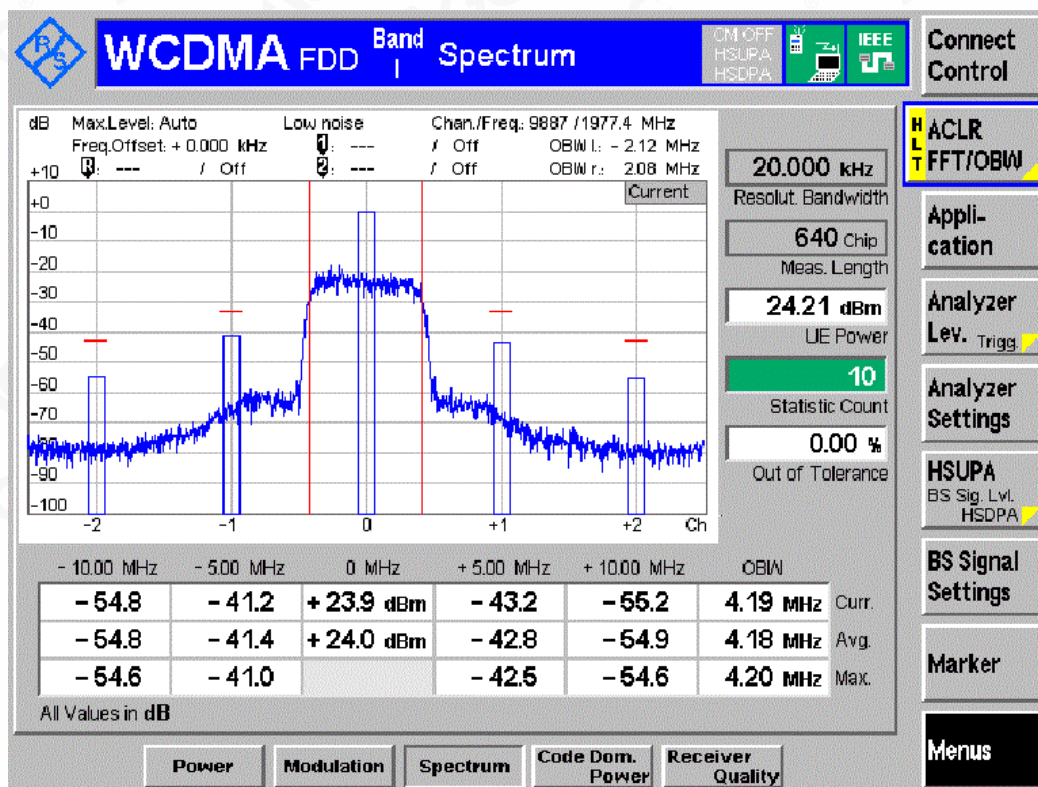 R S
WCDMA FDD Band I Spectrum
CM OFF
HSUPA
HSDPA
IEEE
Connect
Control
dB Max.Level: Auto Low noise Chan./Freq.: 9887 / 1977.4 MHz
Freq.Offset: + 0.000 kHz 1: --- / Off OBW l.: - 2.12 MHz
R: --- / Off 2: --- / Off OBW r.: 2.08 MHz
Current
+10
+0
-10
-20
-30
-40
-50
-60
-70
-80
-90
-100
-2 -1 0 +1 +2 Ch
20.000 kHz
Resolut. Bandwidth
640 Chip
Meas. Length
24.21 dBm
UE Power
10
Statistic Count
0.00 %
Out of Tolerance
- 10.00 MHz - 5.00 MHz 0 MHz + 5.00 MHz + 10.00 MHz OBW
- 54.8 - 41.2 + 23.9 dBm - 43.2 - 55.2 4.19 MHz Curr.
- 54.8 - 41.4 + 24.0 dBm - 42.8 - 54.9 4.18 MHz Avg.
- 54.6 - 41.0 - 42.5 - 54.6 4.20 MHz Max.
All Values in dB
HLT
ACLR
FFT/OBW
Appli-
cation
Analyzer
Lev. Trigg.
Analyzer
Settings
HSUPA
BS Sig. Lvl.
HSDPA
BS Signal
Settings
Marker
Menus
Power
Modulation
Spectrum
Code Dom.
Power
Receiver
Quality